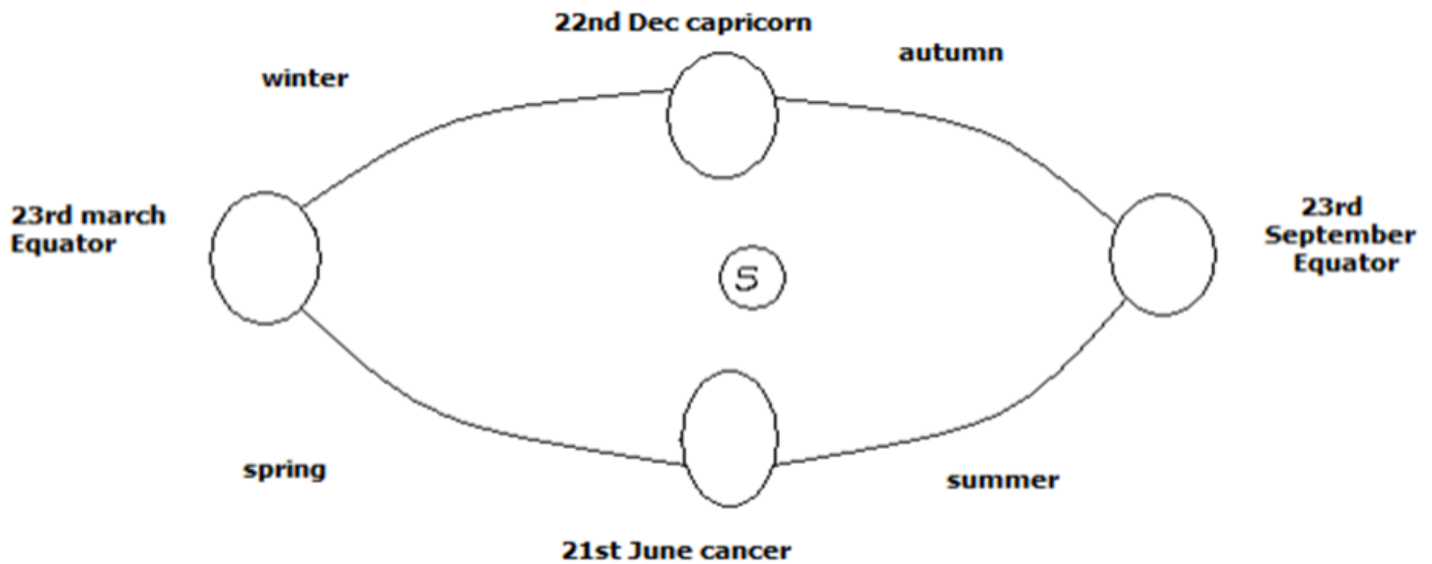 22nd Dec capricorn
autumn
winter
23rd march
Equator
23rd
September
Equator
S
spring
summer
21st June cancer